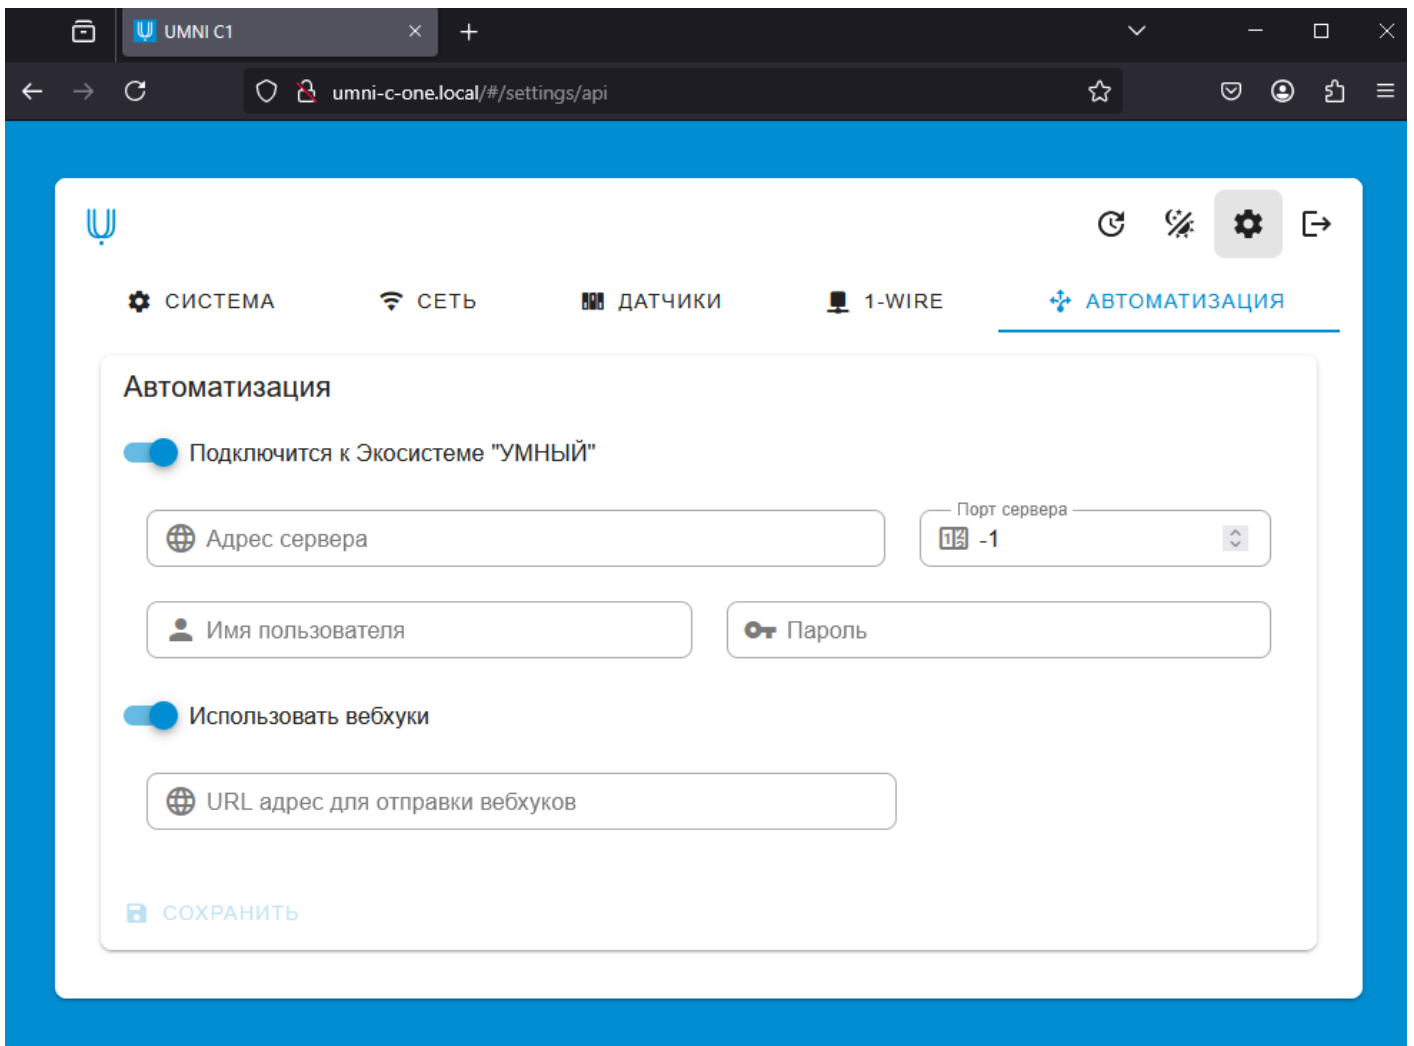 UMNI C1
umni-c-one.local/#/settings/api
СИСТЕМА
СЕТЬ
ДАТЧИКИ
1-WIRE
АВТОМАТИЗАЦИЯ
Автоматизация
Подключится к Экосистеме "УМНЫЙ"
Порт сервера
Адрес сервера
-1
Имя пользователя
Пароль
Использовать вебхуки
URL адрес для отправки вебхуков
СОХРАНИТЬ